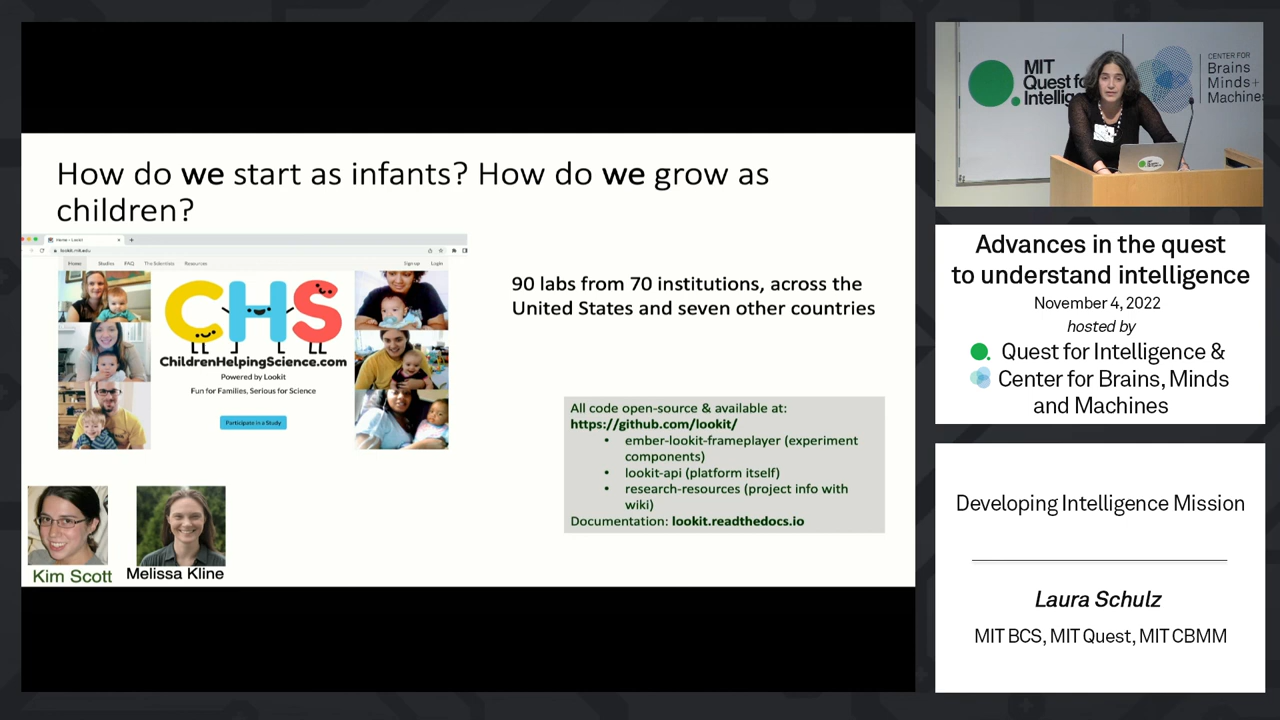 How do we start as infants? How do we grow as
children?
Home - Lookit
lookit.mit.edu
Home Studies FAQ The Scientists Resources Sign up Login
CHS
ChildrenHelpingScience.com
Powered by Lookit
Fun for Families, Serious for Science
Participate in a Study
90 labs from 70 institutions, across the
United States and seven other countries
All code open-source & available at:
https://github.com/lookit/
• ember-lookit-frameplayer (experiment
components)
• lookit-api (platform itself)
• research-resources (project info with
wiki)
Documentation: lookit.readthedocs.io
Kim Scott
Melissa Kline
MIT
Quest fo
Intellig
CENTER FOR
Brains
Minds+
Machines
Advances in the quest
to understand intelligence
November 4, 2022
hosted by
Quest for Intelligence &
Center for Brains, Minds
and Machines
Developing Intelligence Mission
Laura Schulz
MIT BCS, MIT Quest, MIT CBMM